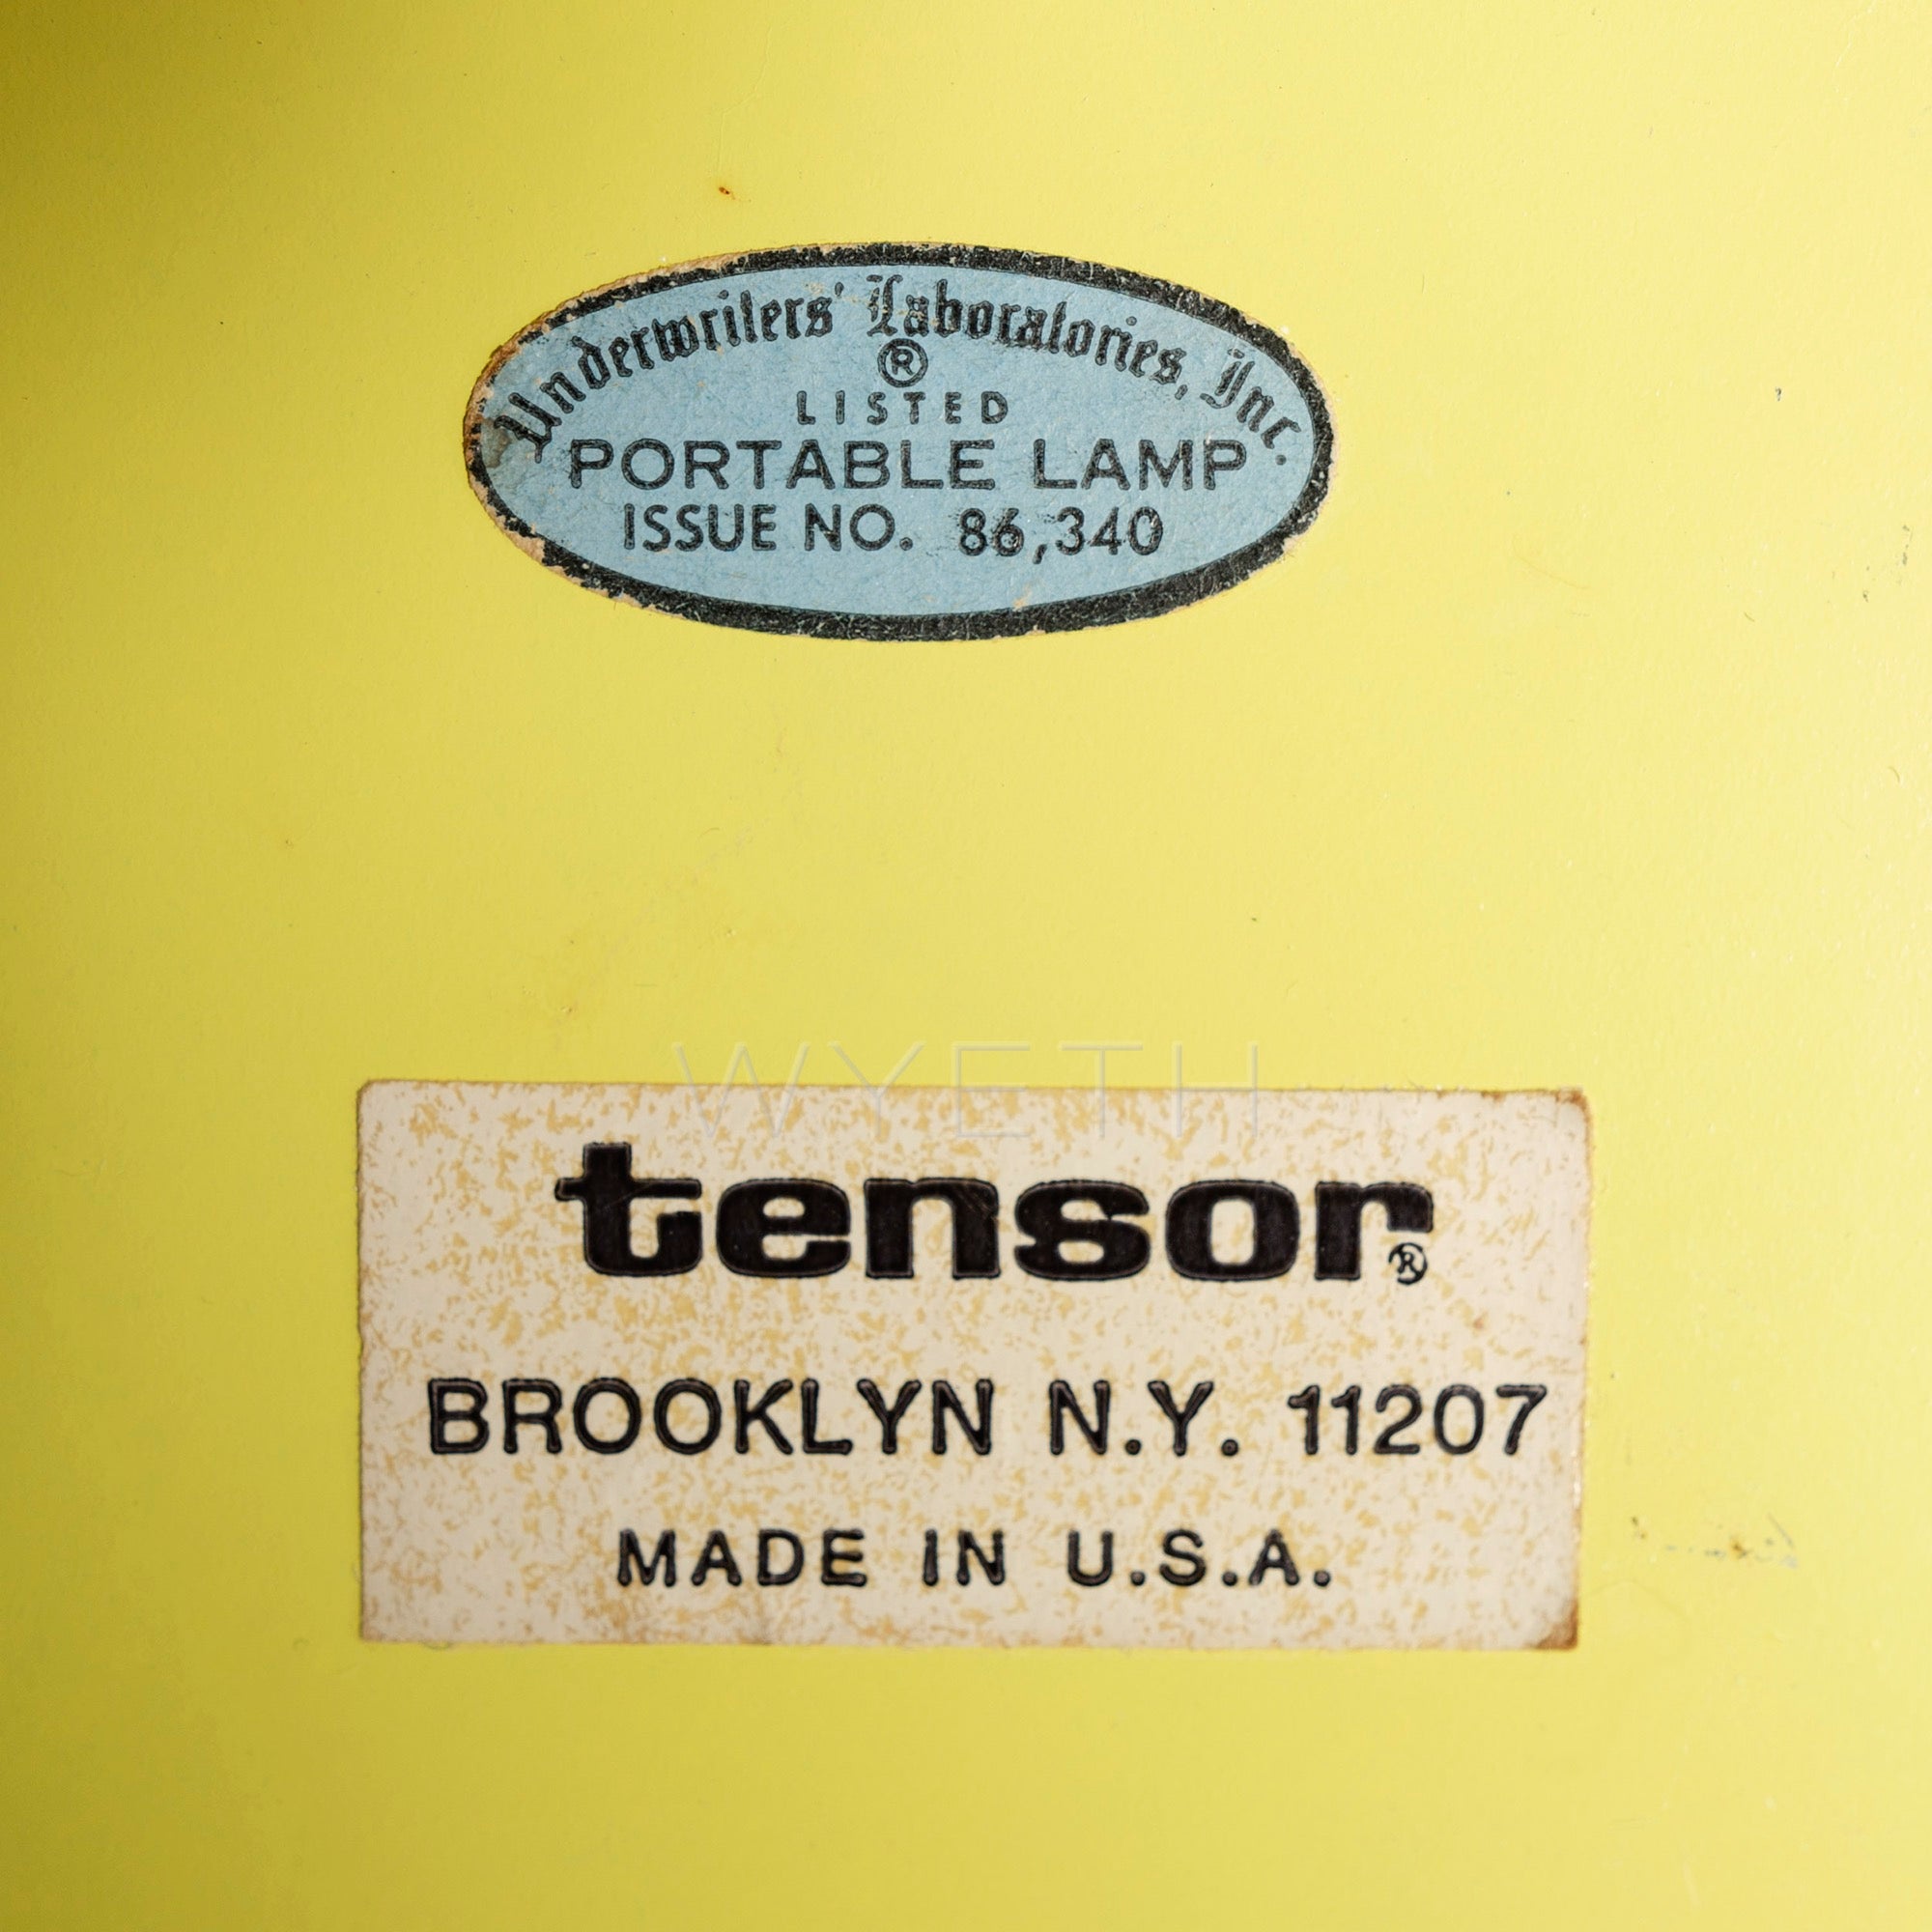 Underwriters' Laboratories, Inc.
®
LISTED
PORTABLE LAMP
ISSUE NO. 86,340
WYETH
tensor®
BROOKLYN N.Y. 11207
MADE IN U.S.A.